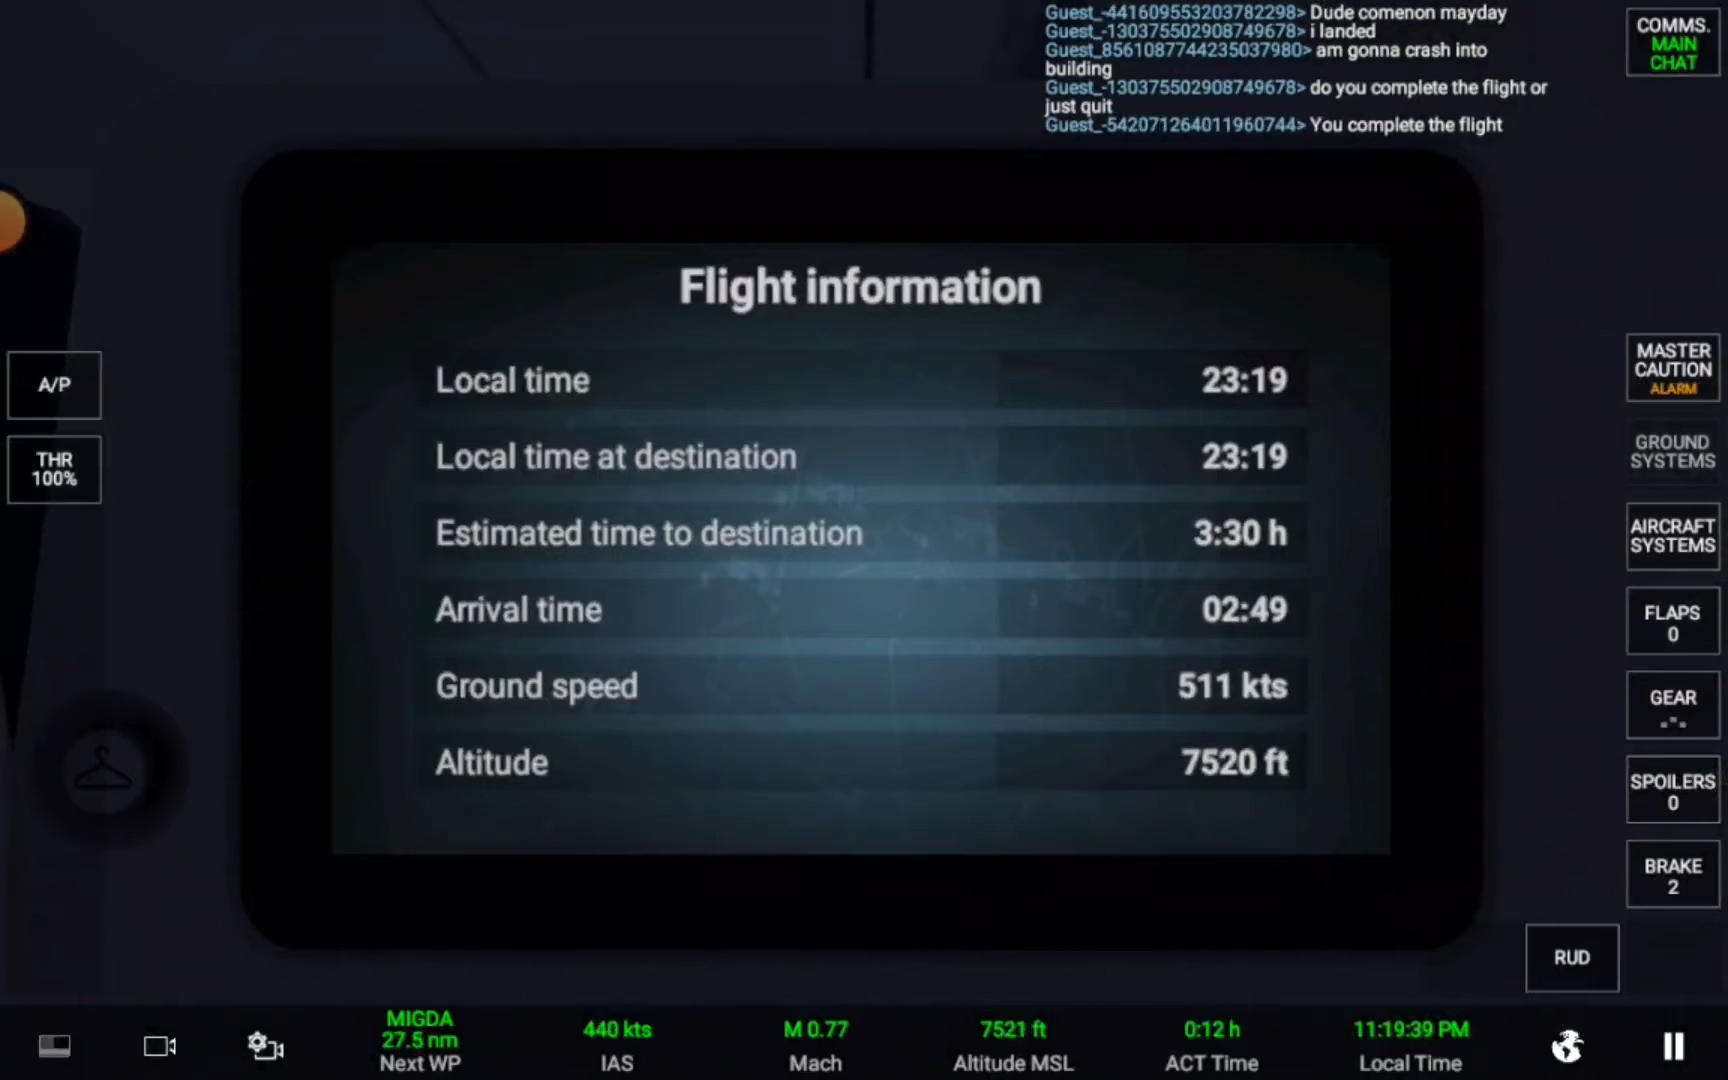 Guest_-441609553203782298> Dude comenon mayday
Guest_-130375502908749678> i landed
Guest_8561087744235037980> am gonna crash into
building
Guest_-130375502908749678> do you complete the flight or
just quit
Guest_-5420712640119607​44> You complete the flight
COMMS.
MAIN
CHAT
Flight information
Local time 23:19
Local time at destination 23:19
Estimated time to destination 3:30 h
Arrival time 02:49
Ground speed 511 kts
Altitude 7520 ft
A/P
THR
100%
MASTER
CAUTION
ALARM
GROUND
SYSTEMS
AIRCRAFT
SYSTEMS
FLAPS
0
GEAR
SPOILERS
0
BRAKE
2
RUD
MIGDA
27.5 nm
Next WP
440 kts
IAS
M 0.77
Mach
7521 ft
Altitude MSL
0:12 h
ACT Time
11:19:39 PM
Local Time